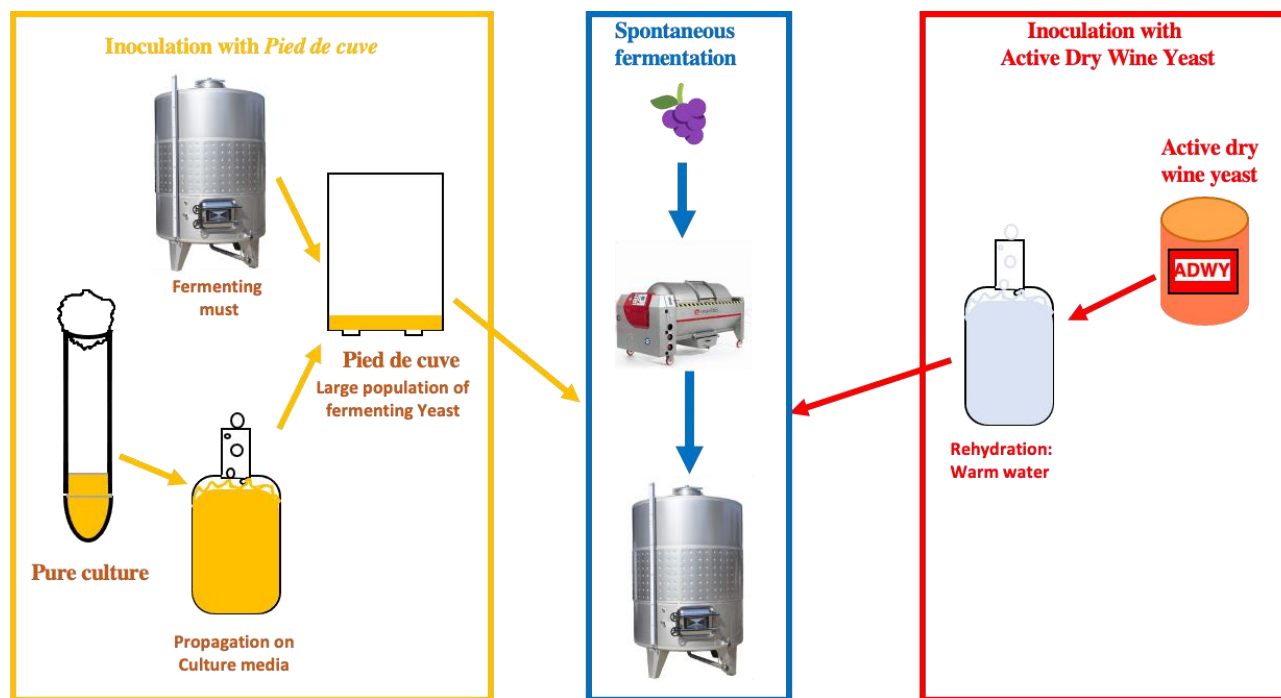 Inoculation with Pied de cuve
Fermenting
must
Pied de cuve
Large population of
fermenting Yeast
Pure culture
Propagation on
Culture media
Spontaneous
fermentation
Inoculation with
Active Dry Wine Yeast
Active dry
wine yeast
ADWY
Rehydration:
Warm water